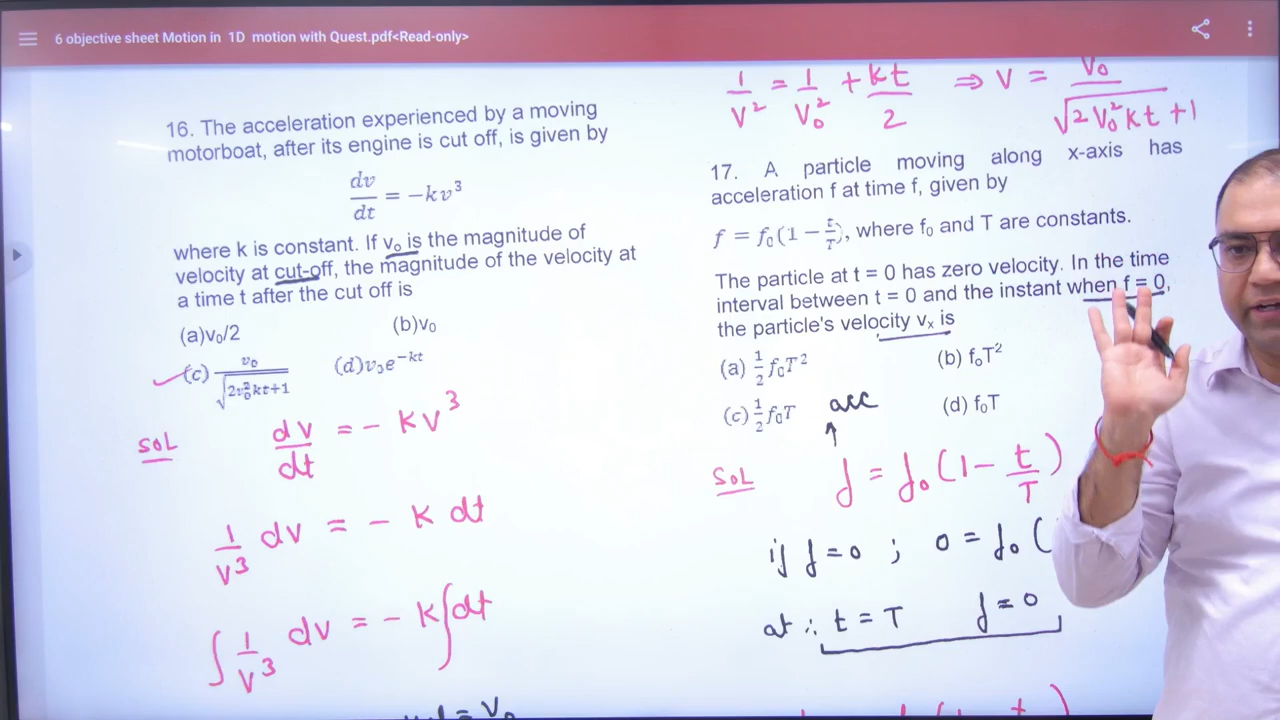 6 objective sheet Motion in 1D motion with Quest.pdf<Read-only>
16. The acceleration experienced by a moving
motorboat, after its engine is cut off, is given by
dv/dt = -kv³
where k is constant. If v₀ is the magnitude of
velocity at cut-off, the magnitude of the velocity at
a time t after the cut off is
(a)v₀/2 (b)v₀
(c) v₀/√2v₀²kt+1 (d)v₀e^-kt
SOL dv/dt = - kv³
1/v³ dv = - k dt
∫ 1/v³ dv = - k∫dt
= v₀
1/v² = 1/v₀² + kt/2 ⇒ v = v₀/√2v₀²kt+1
17. A particle moving along x-axis has
acceleration f at time f, given by
f = f₀(1 − t/T), where f₀ and T are constants.
The particle at t = 0 has zero velocity. In the time
interval between t = 0 and the instant when f = 0,
the particle's velocity vₓ is
(a) 1/2 f₀T² (b) f₀T²
(c) 1/2 f₀T acc (d) f₀T
SOL f = f₀(1 - t/T)
if f = 0 ; 0 = f₀(
at ∴ t = T f = 0